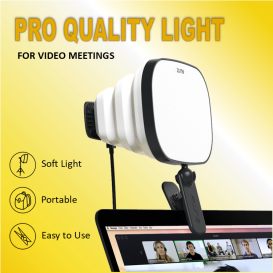 PRO QUALITY LIGHT
FOR VIDEO MEETINGS
Soft Light
Portable
Easy to Use